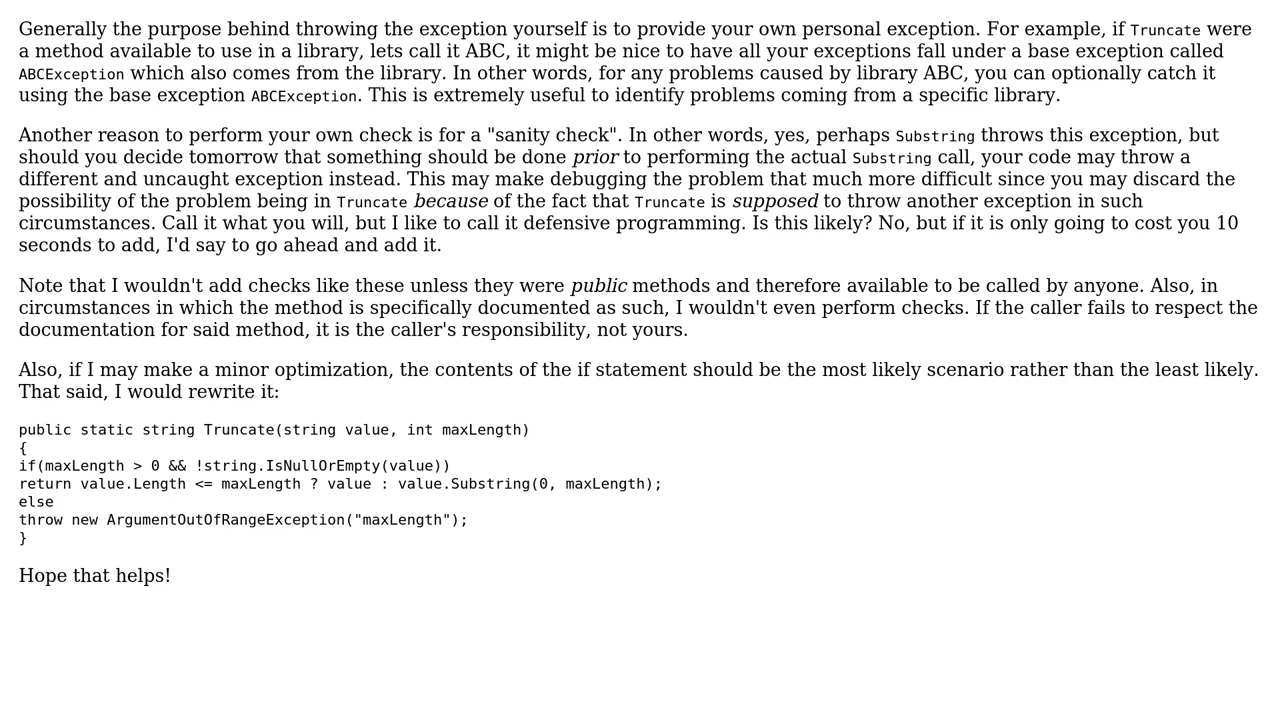 Generally the purpose behind throwing the exception yourself is to provide your own personal exception. For example, if Truncate were
a method available to use in a library, lets call it ABC, it might be nice to have all your exceptions fall under a base exception called
ABCException which also comes from the library. In other words, for any problems caused by library ABC, you can optionally catch it
using the base exception ABCException. This is extremely useful to identify problems coming from a specific library.
Another reason to perform your own check is for a "sanity check". In other words, yes, perhaps Substring throws this exception, but
should you decide tomorrow that something should be done prior to performing the actual Substring call, your code may throw a
different and uncaught exception instead. This may make debugging the problem that much more difficult since you may discard the
possibility of the problem being in Truncate because of the fact that Truncate is supposed to throw another exception in such
circumstances. Call it what you will, but I like to call it defensive programming. Is this likely? No, but if it is only going to cost you 10
seconds to add, I'd say to go ahead and add it.
Note that I wouldn't add checks like these unless they were public methods and therefore available to be called by anyone. Also, in
circumstances in which the method is specifically documented as such, I wouldn't even perform checks. If the caller fails to respect the
documentation for said method, it is the caller's responsibility, not yours.
Also, if I may make a minor optimization, the contents of the if statement should be the most likely scenario rather than the least likely.
That said, I would rewrite it:
public static string Truncate(string value, int maxLength)
{
if(maxLength > 0 && !string.IsNullOrEmpty(value))
return value.Length <= maxLength ? value : value.Substring(0, maxLength);
else
throw new ArgumentOutOfRangeException("maxLength");
}
Hope that helps!